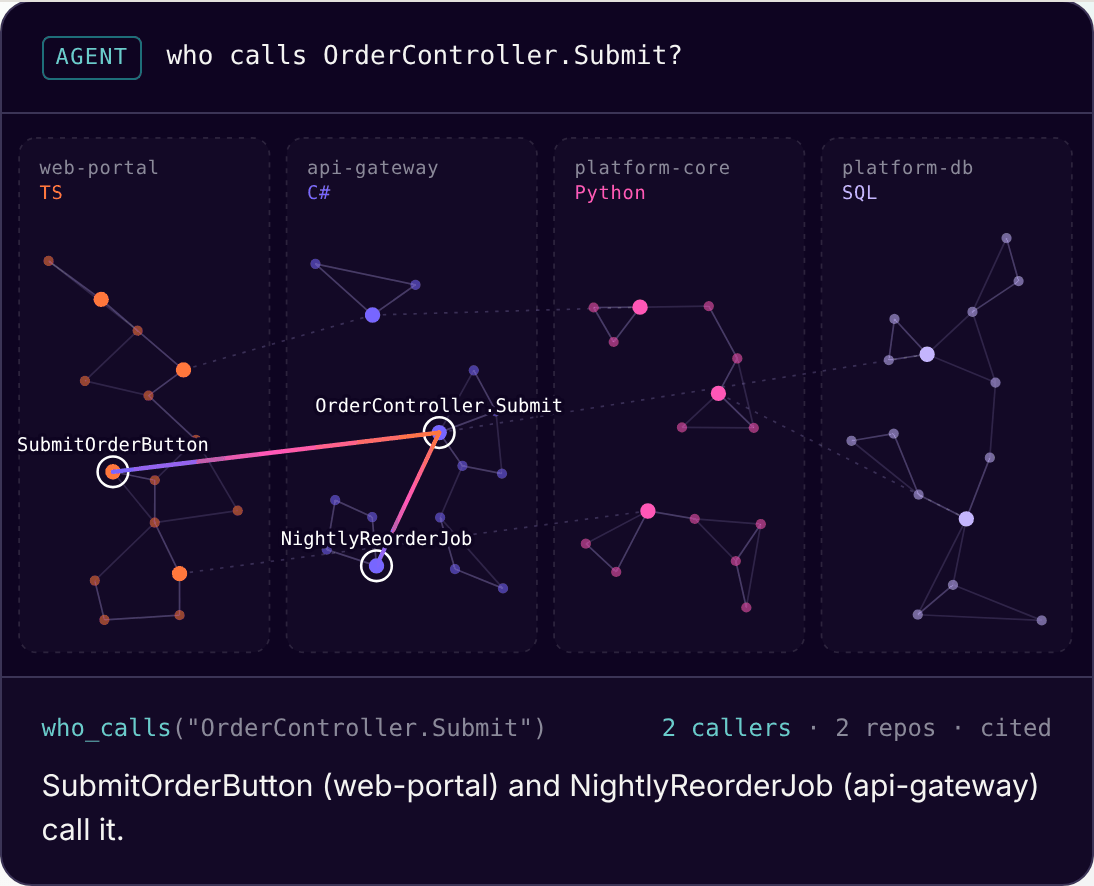 AGENT who calls OrderController.Submit?
web-portal
TS
api-gateway
C#
platform-core
Python
platform-db
SQL
OrderController.Submit
SubmitOrderButton
NightlyReorderJob
who_calls("OrderController.Submit")
2 callers · 2 repos · cited
SubmitOrderButton (web-portal) and NightlyReorderJob (api-gateway)
call it.